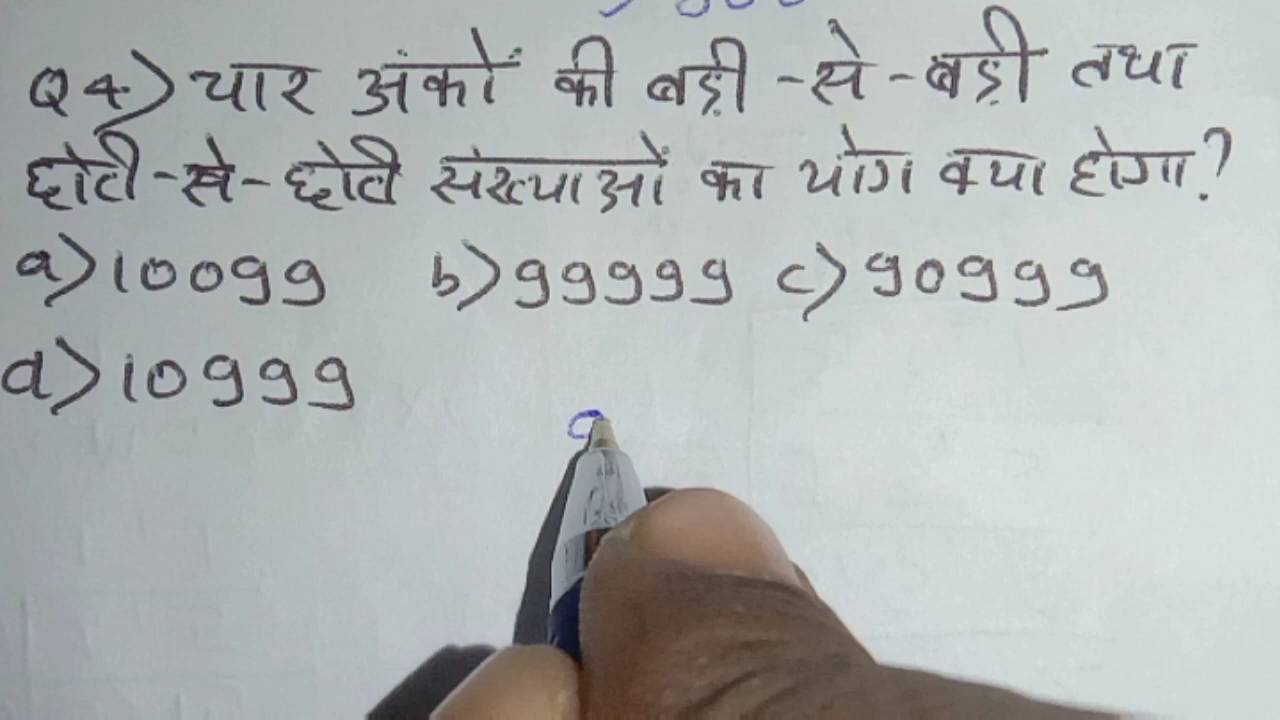 Q4) चार अंकों की बड़ी-से-बड़ी तथा
छोटी-से-छोटी संख्याओं का योग क्या होगा?
a) 10099 b) 99999 c) 90999
d) 10999